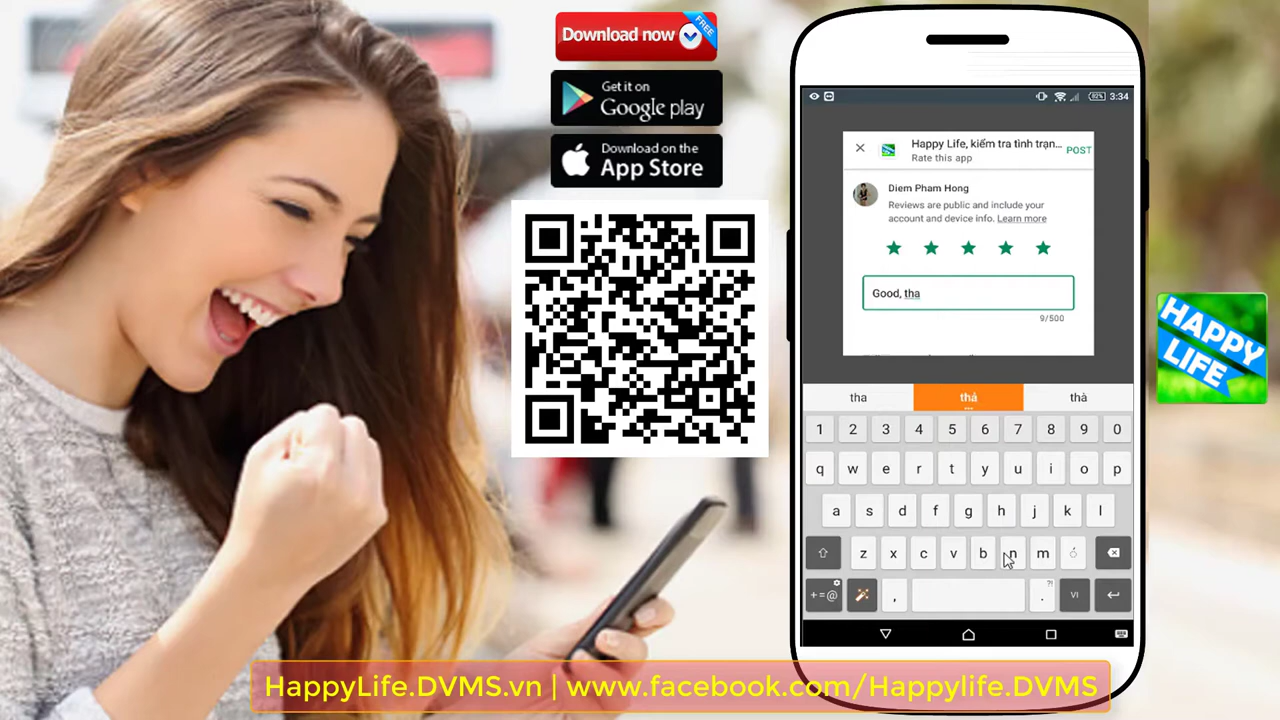 Download now
FREE
Get it on
Google play
Download on the
App Store
3:34
82%
Happy Life, kiểm tra tình trạn...
Rate this app
POST
Diem Pham Hong
Reviews are public and include your
account and device info. Learn more
Good, tha
9/500
tha thả thà
1 2 3 4 5 6 7 8 9 0
q w e r t y u i o p
a s d f g h j k l
z x c v b n m
+=@ , . ?! VI
HAPPY
LIFE
HappyLife.DVMS.vn | www.facebook.com/Happylife.DVMS